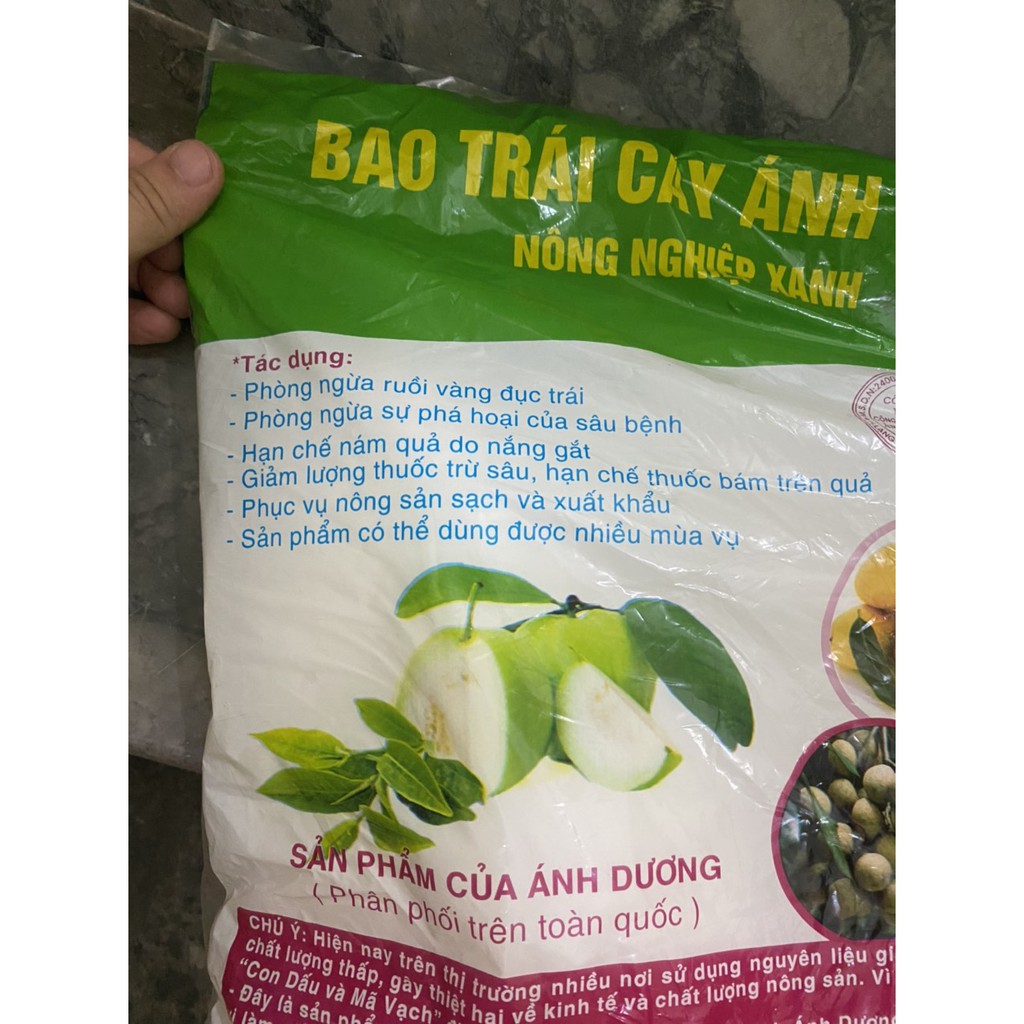 BAO TRÁI CÂY ÁNH
NÔNG NGHIỆP XANH
*Tác dụng:
- Phòng ngừa ruồi vàng đục trái
- Phòng ngừa sự phá hoại của sâu bệnh
- Hạn chế nám quả do nắng gắt
- Giảm lượng thuốc trừ sâu, hạn chế thuốc bám trên quả
- Phục vụ nông sản sạch và xuất khẩu
- Sản phẩm có thể dùng được nhiều mùa vụ
SẢN PHẨM CỦA ÁNH DƯƠNG
( Phân phối trên toàn quốc )
CHÚ Ý: Hiện nay trên thị trường nhiều nơi sử dụng nguyên liệu
chất lượng thấp, gây thiệt hại về kinh tế và chất lượng nông sản. Vì
"Con Dấu và Mã Vạch"
- Đây là sản